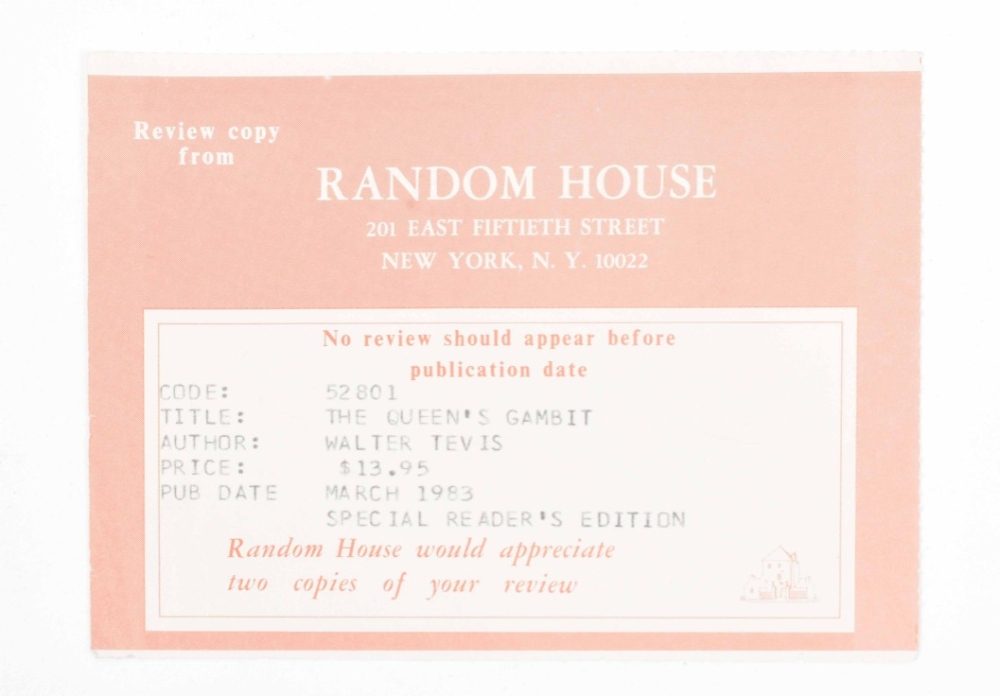 Review copy
from
RANDOM HOUSE
201 EAST FIFTIETH STREET
NEW YORK, N. Y. 10022
No review should appear before
publication date
CODE: 52801
TITLE: THE QUEEN'S GAMBIT
AUTHOR: WALTER TEVIS
PRICE: $13.95
PUB DATE MARCH 1983
SPECIAL READER'S EDITION
Random House would appreciate
two copies of your review